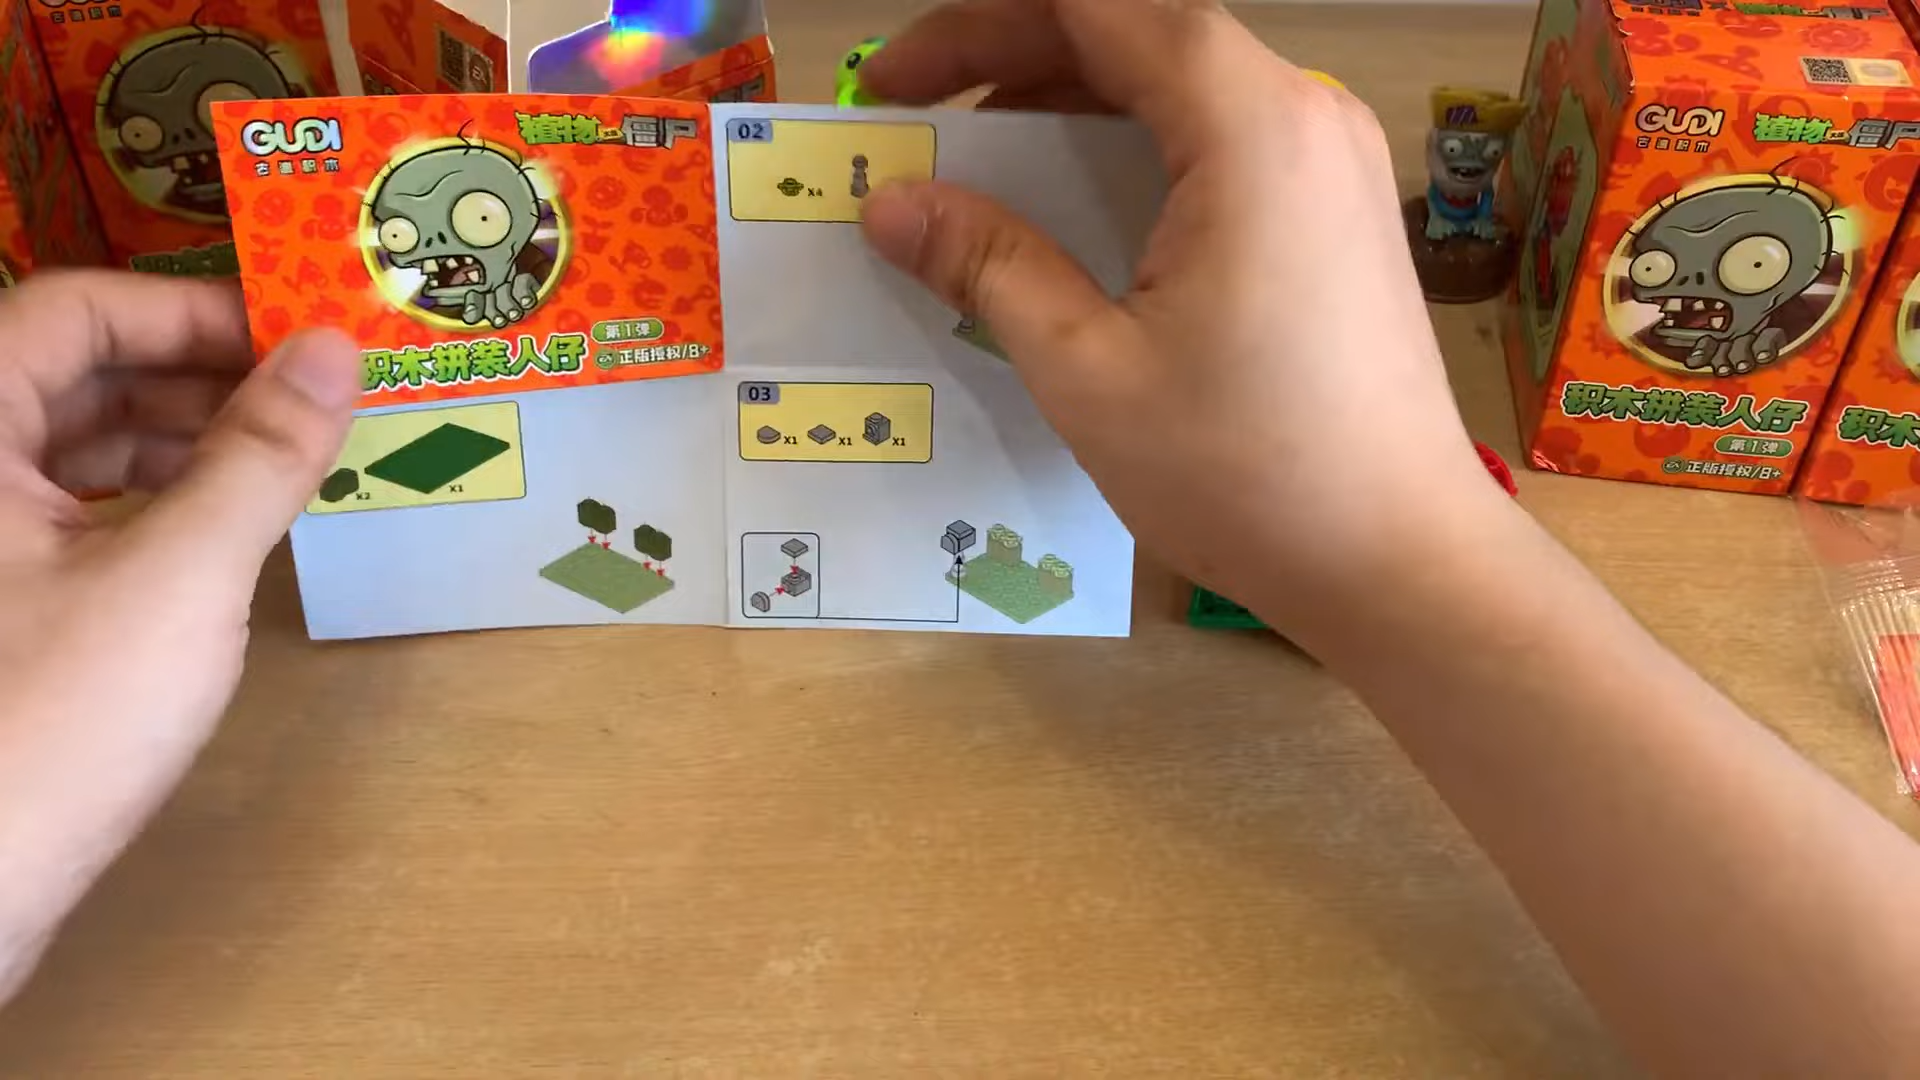 GUDI
古迪积木
植物大战僵尸
积木拼装人仔
第1弹
正版授权/8+
X2
X1
02
X4
03
X1
X1
X1
GUDI
古迪积木
植物大战僵尸
积木拼装人仔
第1弹
正版授权/8+